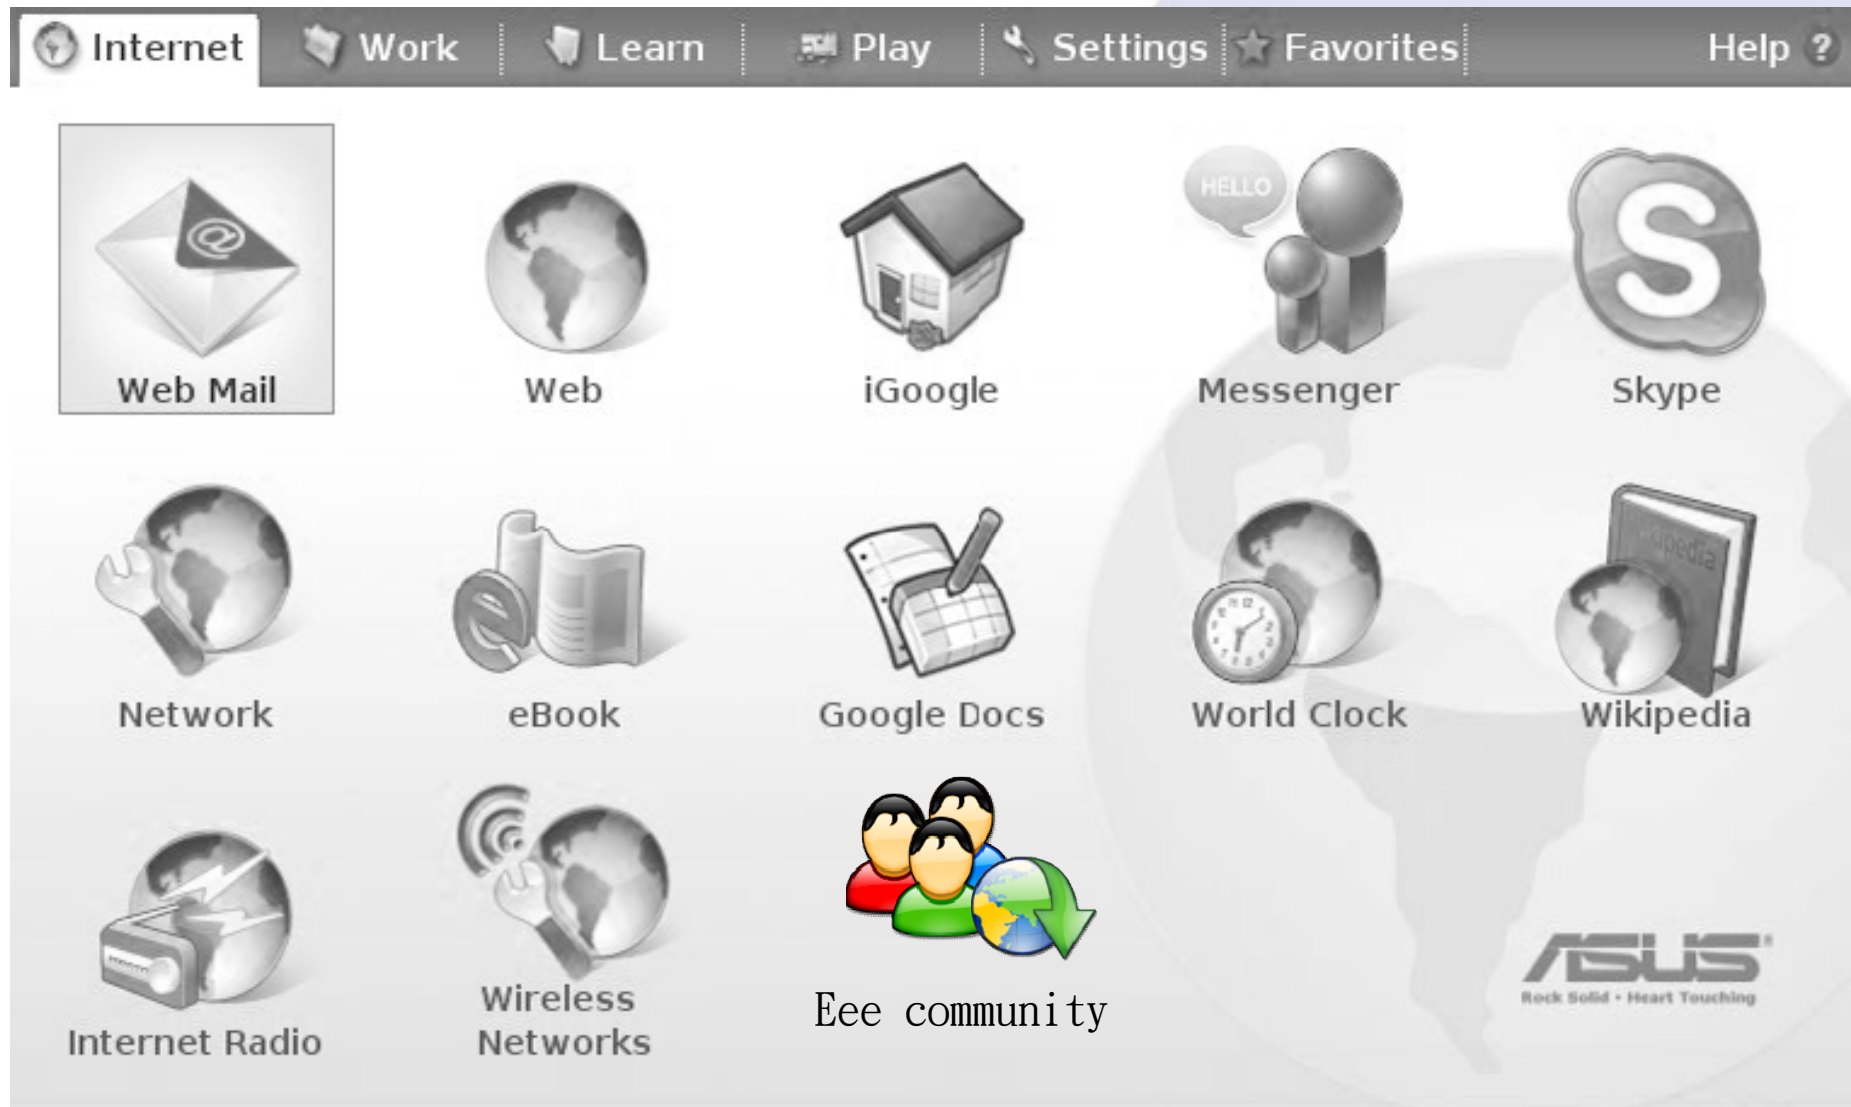 Internet
Work
Learn
Play
Settings
Favorites
Help ?
@
HELLO
S
Web Mail
Web
iGoogle
Messenger
Skype
e
Network
eBook
Google Docs
World Clock
Wikipedia
Internet Radio
Wireless
Networks
Eee community
ASUS
Rock Solid • Heart Touching